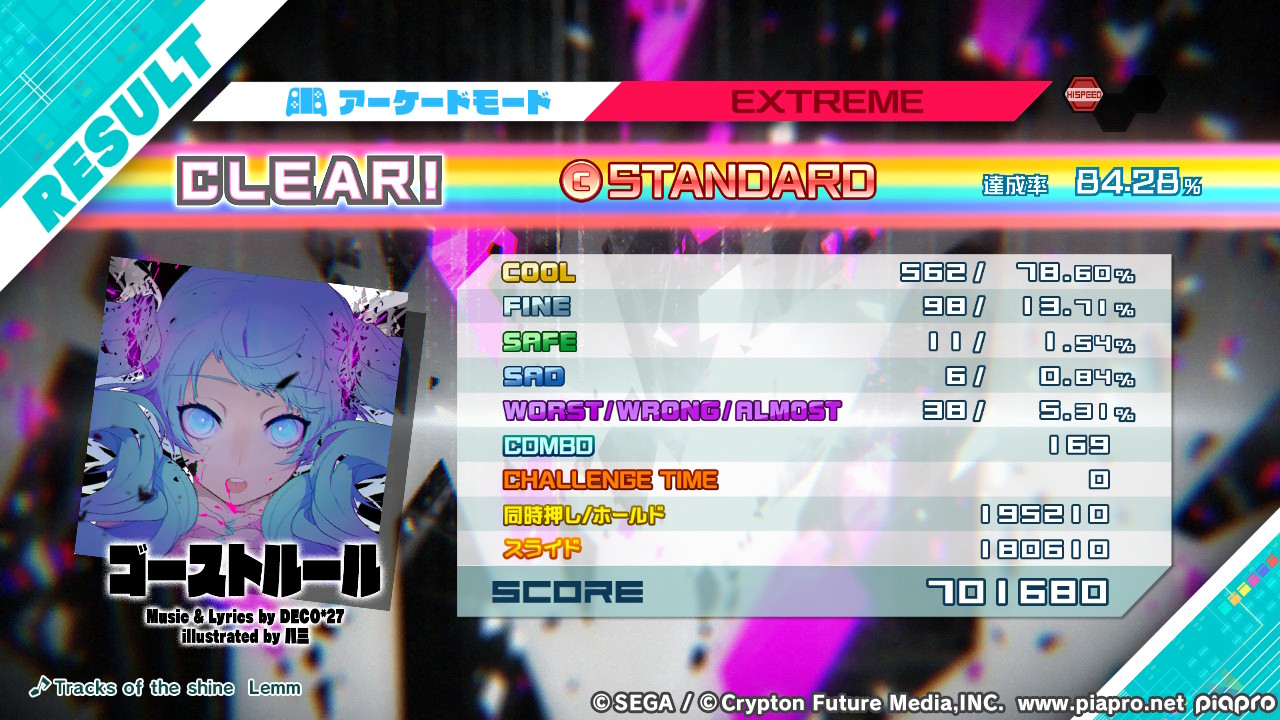 RESULT
アーケードモード
EXTREME
HISPEED
CLEAR!
C STANDARD
達成率 84.28%
COOL 562/ 78.60%
FINE 98/ 13.71%
SAFE 11/ 1.54%
SAD 6/ 0.84%
WORST/WRONG/ALMOST 38/ 5.31%
COMBO 169
CHALLENGE TIME 0
同時押し/ホールド 195210
スライド 180610
SCORE 701680
ゴーストルール
Music & Lyrics by DECO*27
illustrated by 八三
♪Tracks of the shine Lemm
©SEGA / ©Crypton Future Media,INC. www.piapro.net piapro